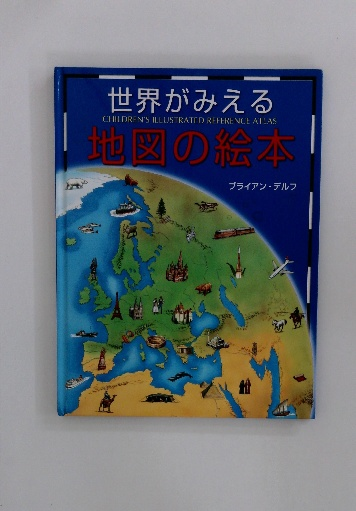 世界がみえる
CHILDREN'S ILLUSTRATED REFERENCE ATLAS
地図の絵本
ブライアン・デルフ